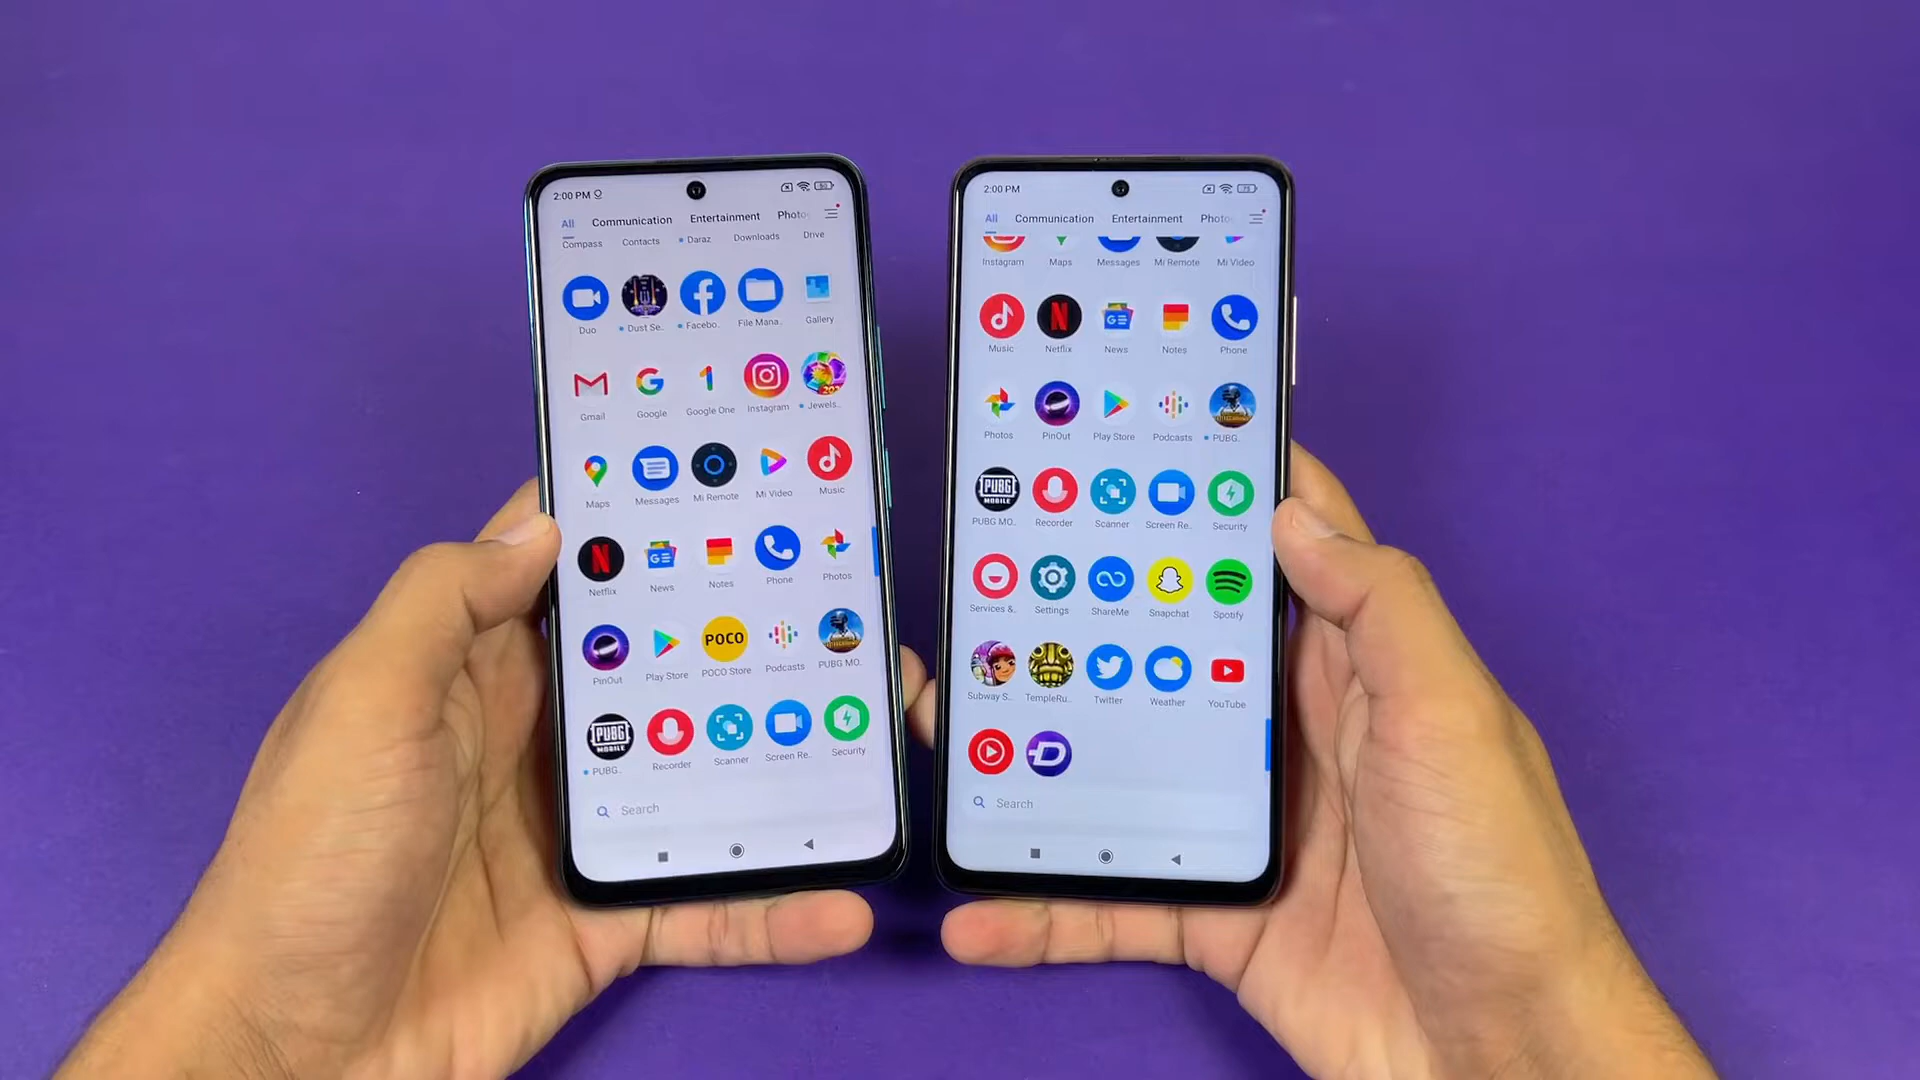 2:00 PM
All Communication Entertainment Photo
Compass Contacts Daraz Downloads Drive
Duo Dust Se.. Facebo.. File Mana.. Gallery
1
202
Gmail Google Google One Instagram Jewels..
Maps Messages Mi Remote Mi Video Music
N GE
Netflix News Notes Phone Photos
POCO
PinOut Play Store POCO Store Podcasts PUBG MO..
PUBG
MOBILE
PUBG.. Recorder Scanner Screen Re.. Security
Search
2:00 PM
All Communication Entertainment Photos
Instagram Maps Messages Mi Remote Mi Video
N GE
Music Netflix News Notes Phone
Photos PinOut Play Store Podcasts PUBG..
PUBG
MOBILE
PUBG MO.. Recorder Scanner Screen Re.. Security
Services &.. Settings ShareMe Snapchat Spotify
Subway S.. TempleRu.. Twitter Weather YouTube
Search